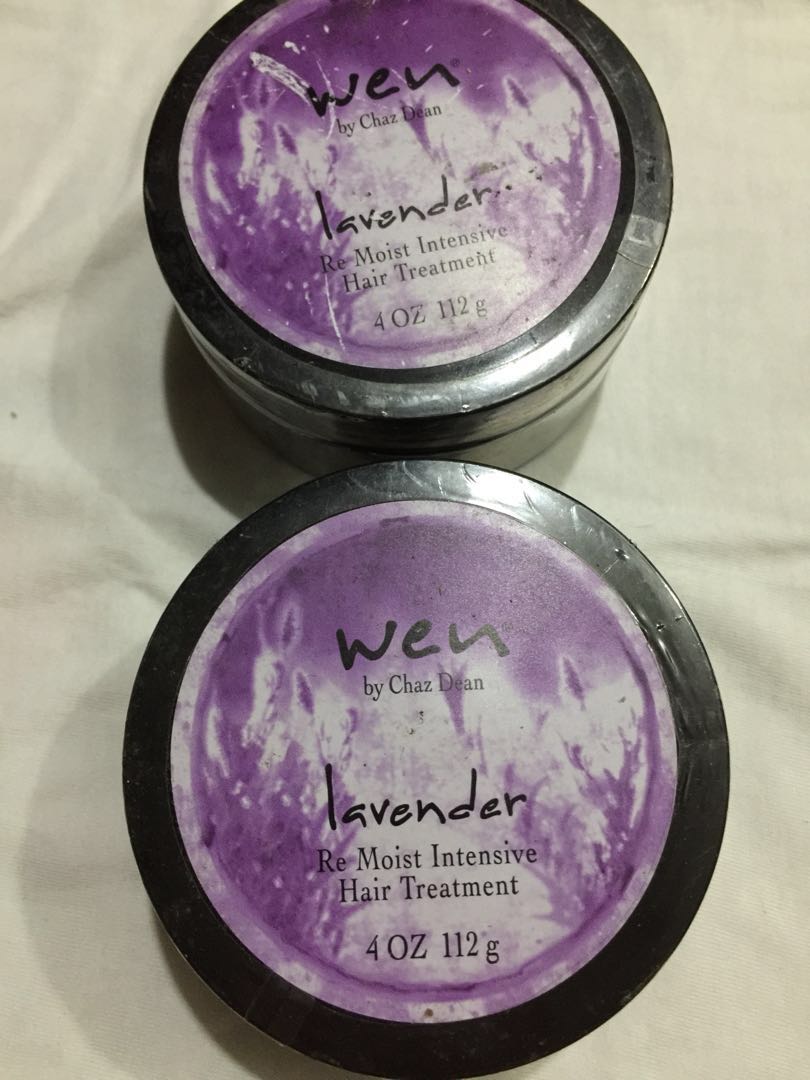 wen®
by Chaz Dean
lavender
Re Moist Intensive
Hair Treatment
4 OZ 112 g
wen®
by Chaz Dean
lavender
Re Moist Intensive
Hair Treatment
4 OZ 112 g